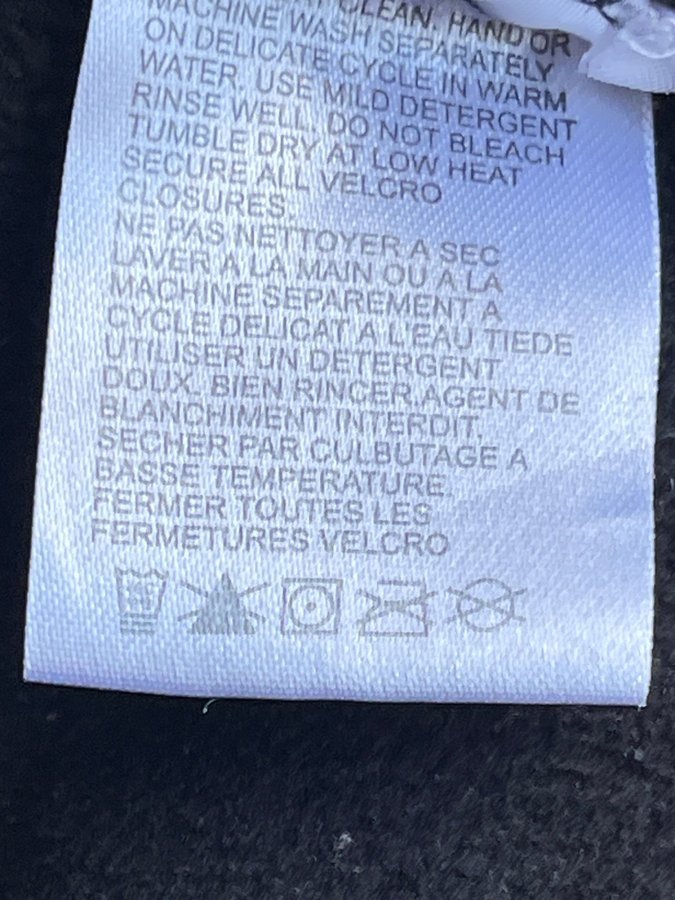 CLEAN. HAND OR
MACHINE WASH SEPARATELY
ON DELICATE CYCLE IN WARM
WATER. USE MILD DETERGENT
RINSE WELL. DO NOT BLEACH
TUMBLE DRY AT LOW HEAT
SECURE ALL VELCRO
CLOSURES.
NE PAS NETTOYER A SEC
LAVER A LA MAIN OU A LA
MACHINE SEPAREMENT A
CYCLE DELICAT A L'EAU TIEDE
UTILISER UN DETERGENT
DOUX. BIEN RINCER.AGENT DE
BLANCHIMENT INTERDIT.
SECHER PAR CULBUTAGE A
BASSE TEMPERATURE
FERMER TOUTES LES
FERMETURES VELCRO